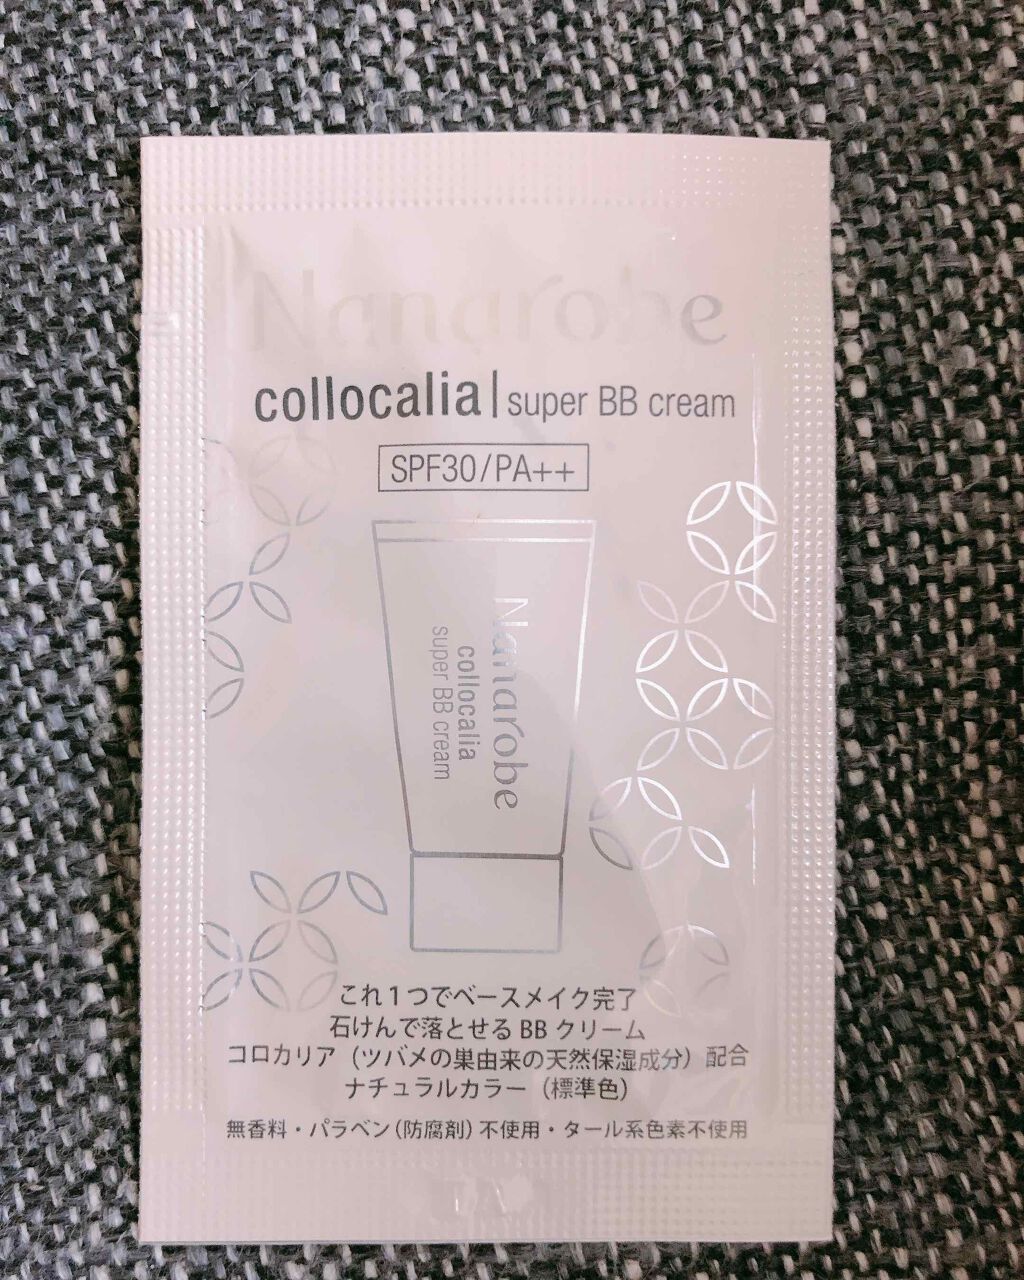 Nanarobe
collocalia | super BB cream
SPF30/PA++
Nanarobe
collocalia
super BB cream
これ1つでベースメイク完了
石けんで落とせる BB クリーム
コロカリア（ツバメの巣由来の天然保湿成分）配合
ナチュラルカラー（標準色）
無香料・パラベン（防腐剤）不使用・タール系色素不使用